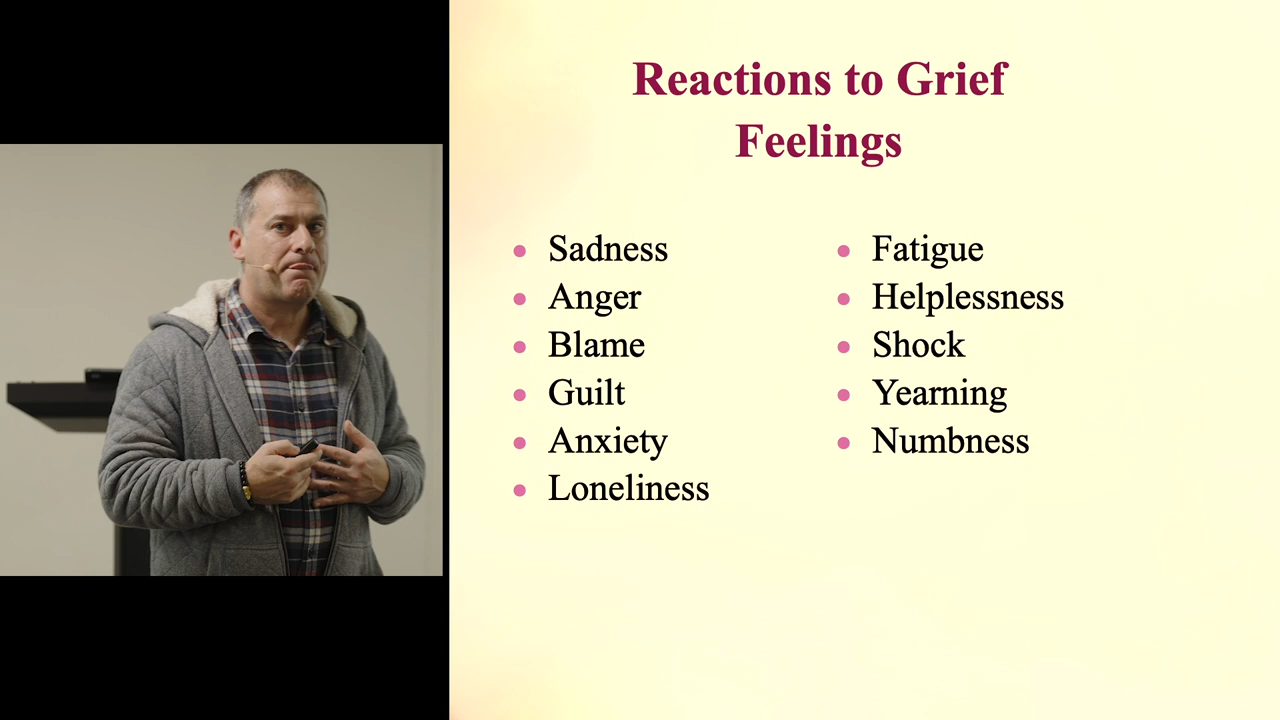 Reactions to Grief
Feelings
Sadness
Anger
Blame
Guilt
Anxiety
Loneliness
Fatigue
Helplessness
Shock
Yearning
Numbness